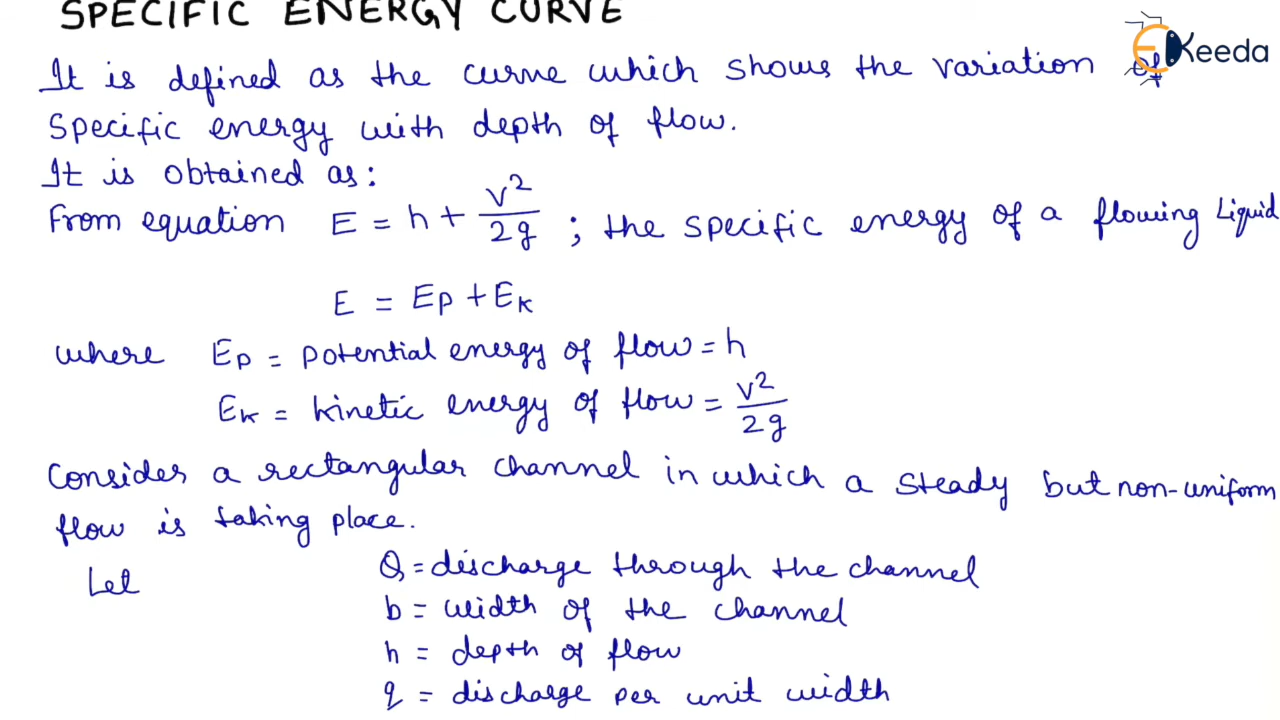 SPECIFIC ENERGY CURVE
EKeeda
It is defined as the curve which shows the variation of
specific energy with depth of flow.
It is obtained as:
From equation E = h + V²/2g ; the specific energy of a flowing Liquid
E = Ep + Ek
where Ep = potential energy of flow = h
Ek = kinetic energy of flow = V²/2g
Consider a rectangular channel in which a steady but non-uniform
flow is taking place.
Let Q = discharge through the channel
b = width of the channel
h = depth of flow
q = discharge per unit width